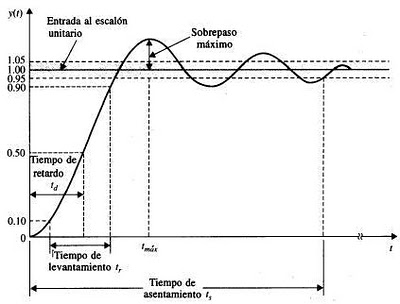 y(t)
Entrada al escalón
unitario
Sobrepaso
máximo
1.05
1.00
0.95
0.90
0.50
Tiempo de
retardo
t_d
0.10
0
t_máx
t
Tiempo de
levantamiento t_r
Tiempo de
asentamiento t_s